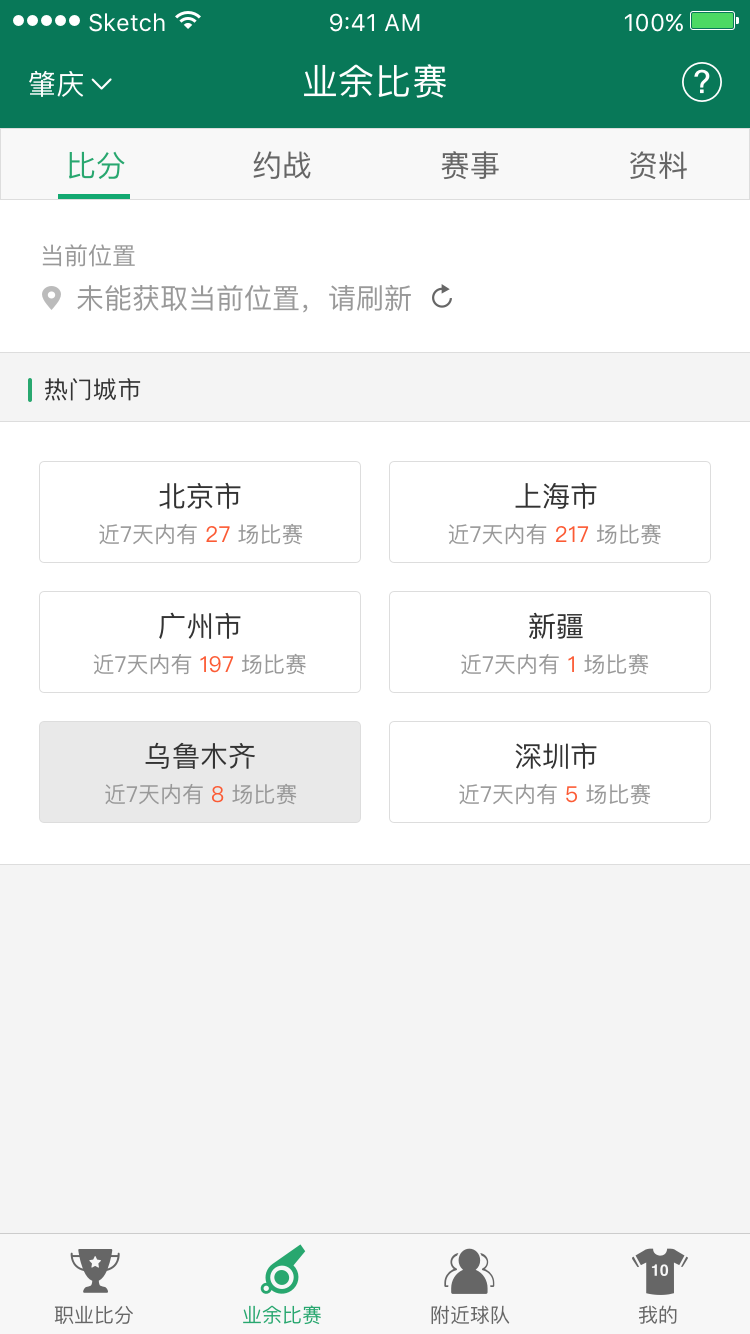 Sketch 9:41 AM 100%
肇庆 业余比赛 ?
比分 约战 赛事 资料
当前位置
未能获取当前位置，请刷新
热门城市
北京市 上海市
近7天内有 27 场比赛 近7天内有 217 场比赛
广州市 新疆
近7天内有 197 场比赛 近7天内有 1 场比赛
乌鲁木齐 深圳市
近7天内有 8 场比赛 近7天内有 5 场比赛
10
职业比分 业余比赛 附近球队 我的